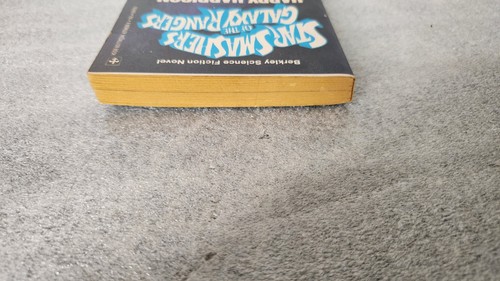 Berkley Science Fiction Novel
STAR SMASHERS
OF THE
GALAXY RANGERS
HARRY HARRISON